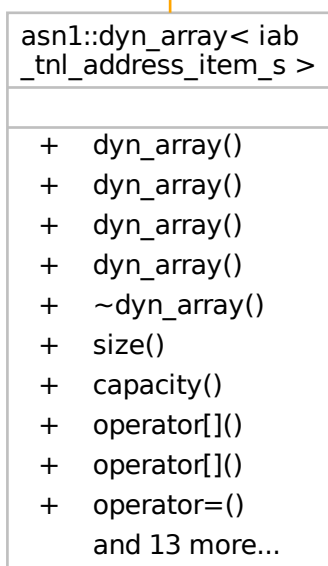 asn1::dyn_array< iab
_tnl_address_item_s >
+ dyn_array()
+ dyn_array()
+ dyn_array()
+ dyn_array()
+ ~dyn_array()
+ size()
+ capacity()
+ operator[]()
+ operator[]()
+ operator=()
and 13 more...